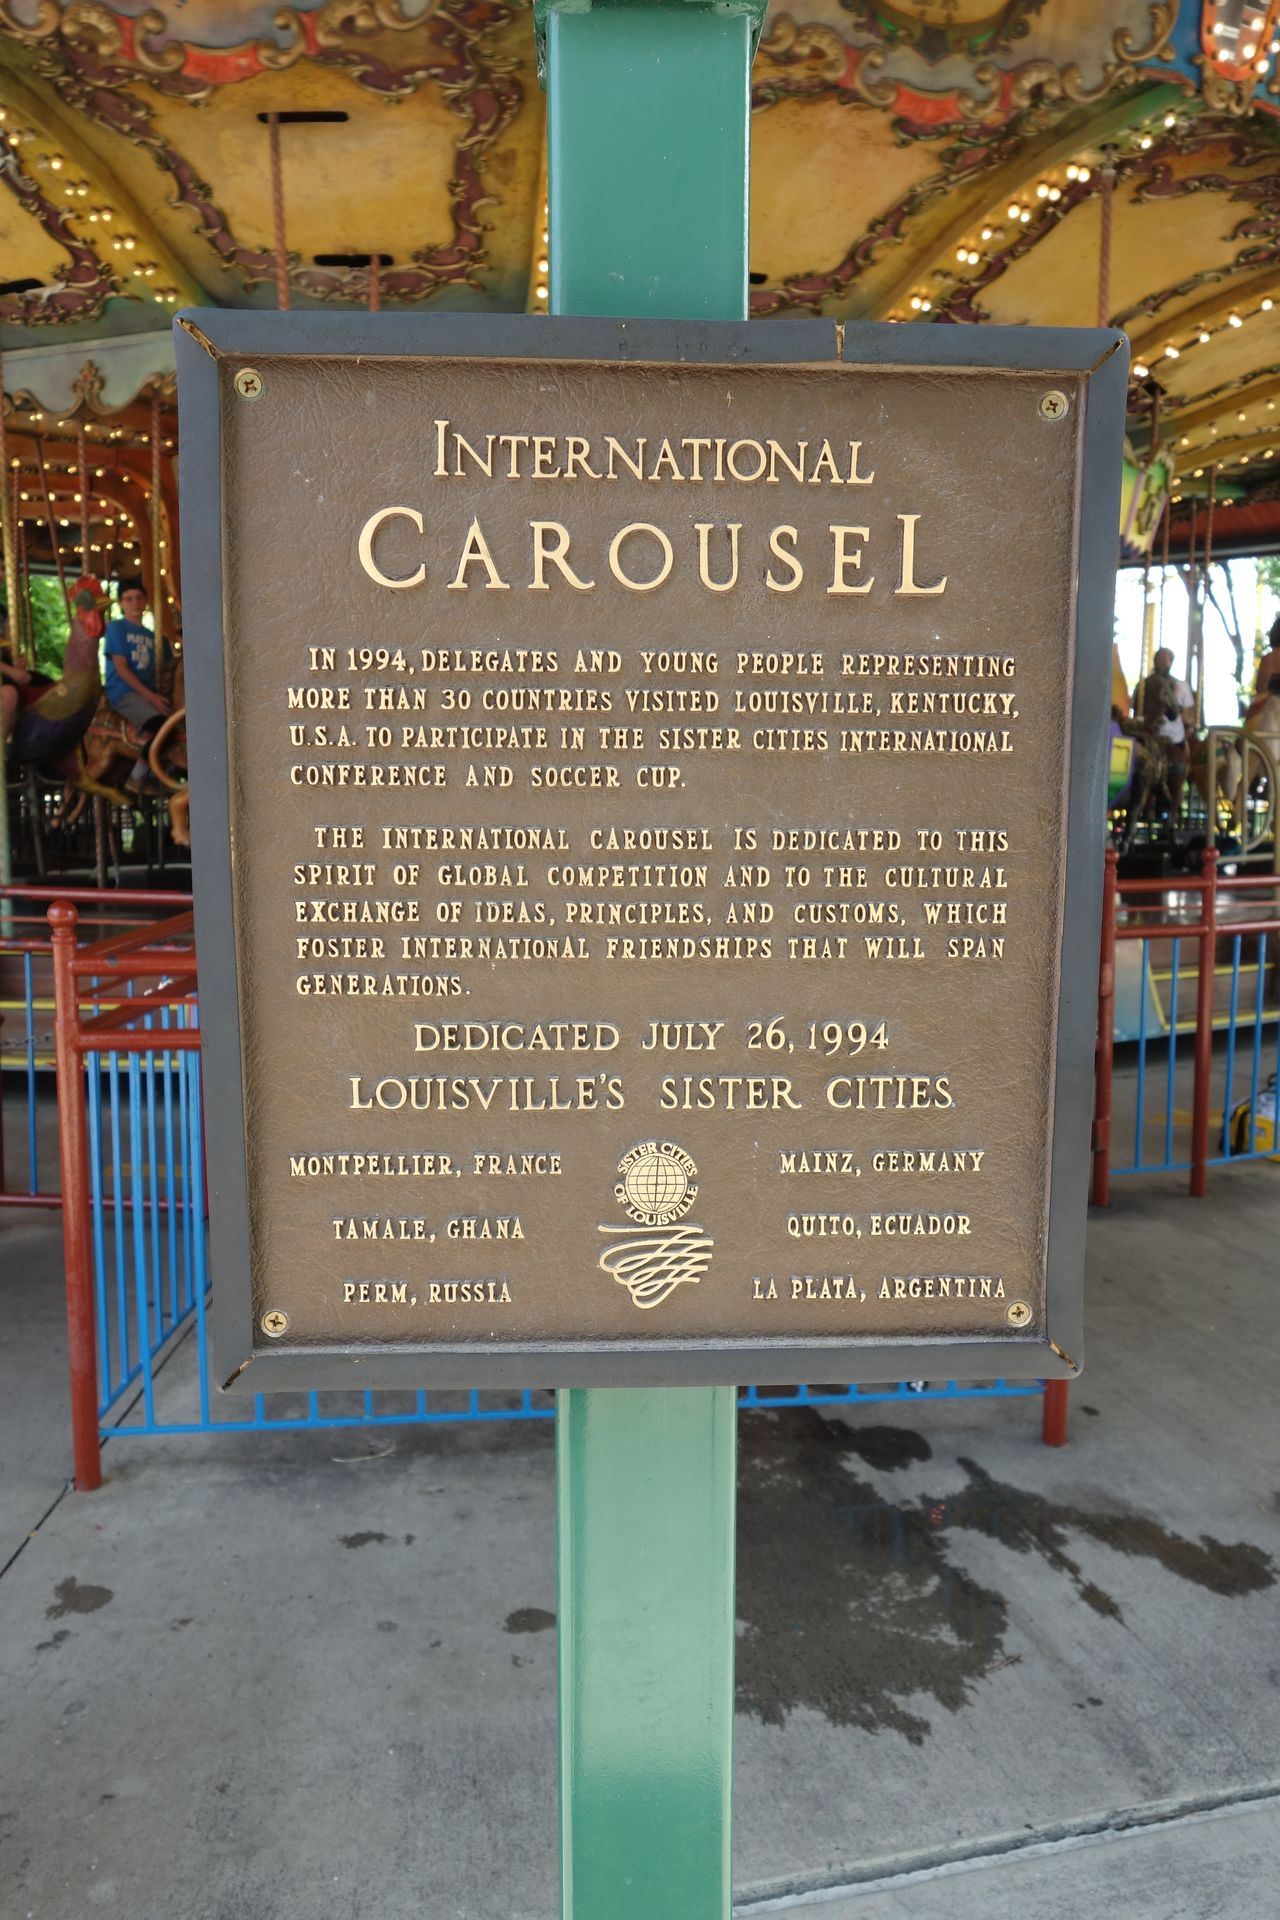 INTERNATIONAL
CAROUSEL
IN 1994, DELEGATES AND YOUNG PEOPLE REPRESENTING
MORE THAN 30 COUNTRIES VISITED LOUISVILLE, KENTUCKY,
U.S.A. TO PARTICIPATE IN THE SISTER CITIES INTERNATIONAL
CONFERENCE AND SOCCER CUP.
THE INTERNATIONAL CAROUSEL IS DEDICATED TO THIS
SPIRIT OF GLOBAL COMPETITION AND TO THE CULTURAL
EXCHANGE OF IDEAS, PRINCIPLES, AND CUSTOMS, WHICH
FOSTER INTERNATIONAL FRIENDSHIPS THAT WILL SPAN
GENERATIONS.
DEDICATED JULY 26, 1994
LOUISVILLE'S SISTER CITIES
MONTPELLIER, FRANCE
TAMALE, GHANA
PERM, RUSSIA
SISTER CITIES
OF LOUISVILLE
MAINZ, GERMANY
QUITO, ECUADOR
LA PLATA, ARGENTINA